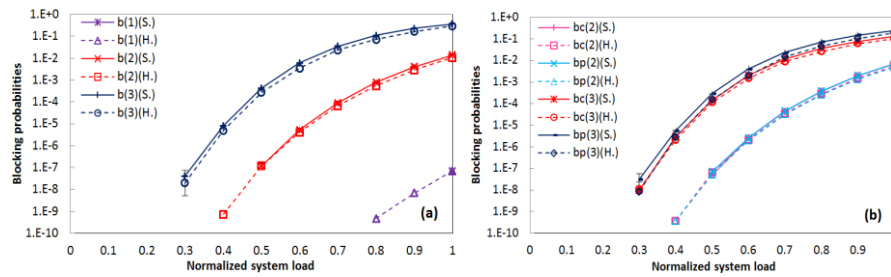 1.E+0
1.E-1
1.E-2
1.E-3
1.E-4
1.E-5
1.E-6
1.E-7
1.E-8
1.E-9
1.E-10
Blocking probabilities
b(1)(S.)
b(1)(H.)
b(2)(S.)
b(2)(H.)
b(3)(S.)
b(3)(H.)
(a)
0 0.1 0.2 0.3 0.4 0.5 0.6 0.7 0.8 0.9 1
Normalized system load
1.E+0
1.E-1
1.E-2
1.E-3
1.E-4
1.E-5
1.E-6
1.E-7
1.E-8
1.E-9
1.E-10
Blocking probabilities
bc(2)(S.)
bc(2)(H.)
bp(2)(S.)
bp(2)(H.)
bc(3)(S.)
bc(3)(H.)
bp(3)(S.)
bp(3)(H.)
(b)
0 0.1 0.2 0.3 0.4 0.5 0.6 0.7 0.8 0.9
Normalized system load